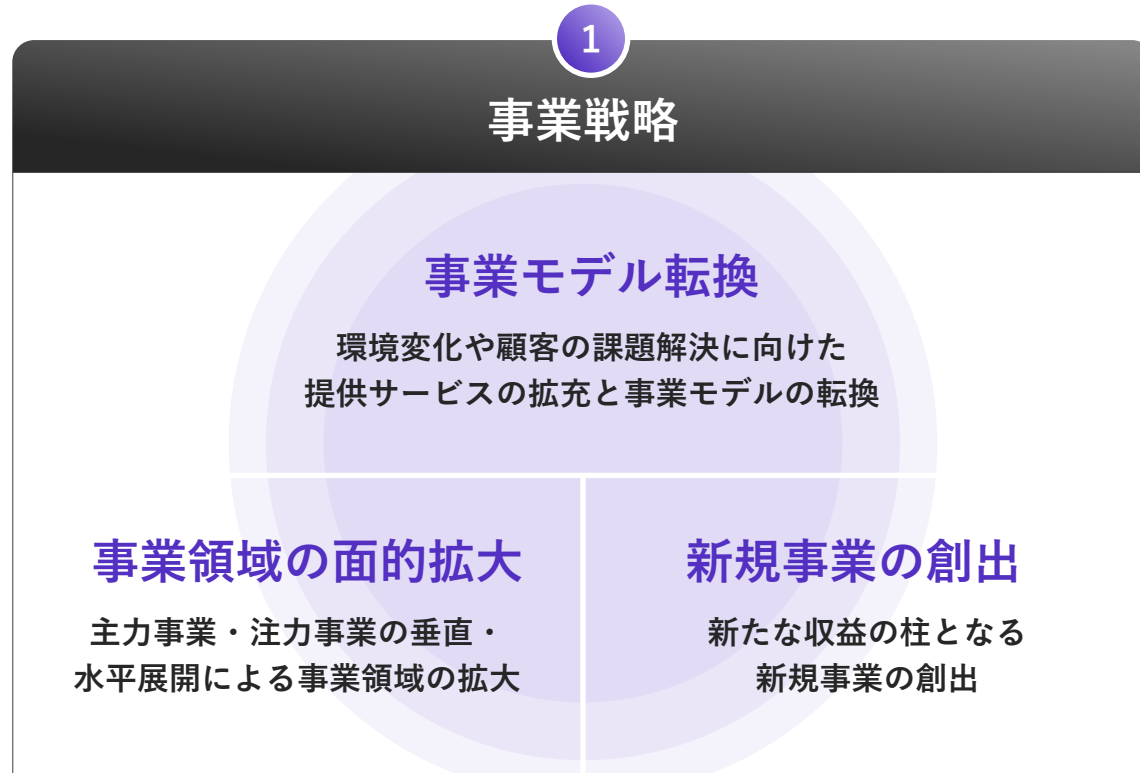 1
事業戦略
事業モデル転換
環境変化や顧客の課題解決に向けた
提供サービスの拡充と事業モデルの転換
事業領域の面的拡大
主力事業・注力事業の垂直・
水平展開による事業領域の拡大
新規事業の創出
新たな収益の柱となる
新規事業の創出